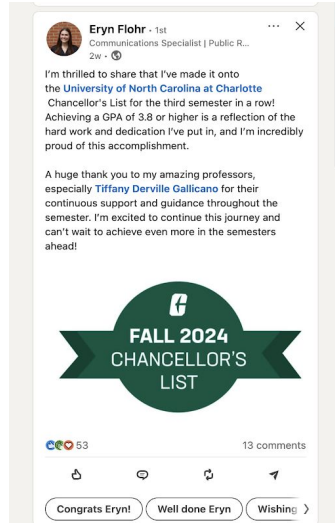 Eryn Flohr • 1st
Communications Specialist | Public R...
2w •
I'm thrilled to share that I've made it onto
the University of North Carolina at Charlotte
Chancellor's List for the third semester in a row!
Achieving a GPA of 3.8 or higher is a reflection of the
hard work and dedication I've put in, and I'm incredibly
proud of this accomplishment.
A huge thank you to my amazing professors,
especially Tiffany Derville Gallicano for their
continuous support and guidance throughout the
semester. I'm excited to continue this journey and
can't wait to achieve even more in the semesters
ahead!
FALL 2024
CHANCELLOR'S
LIST
53
13 comments
Congrats Eryn!
Well done Eryn
Wishing